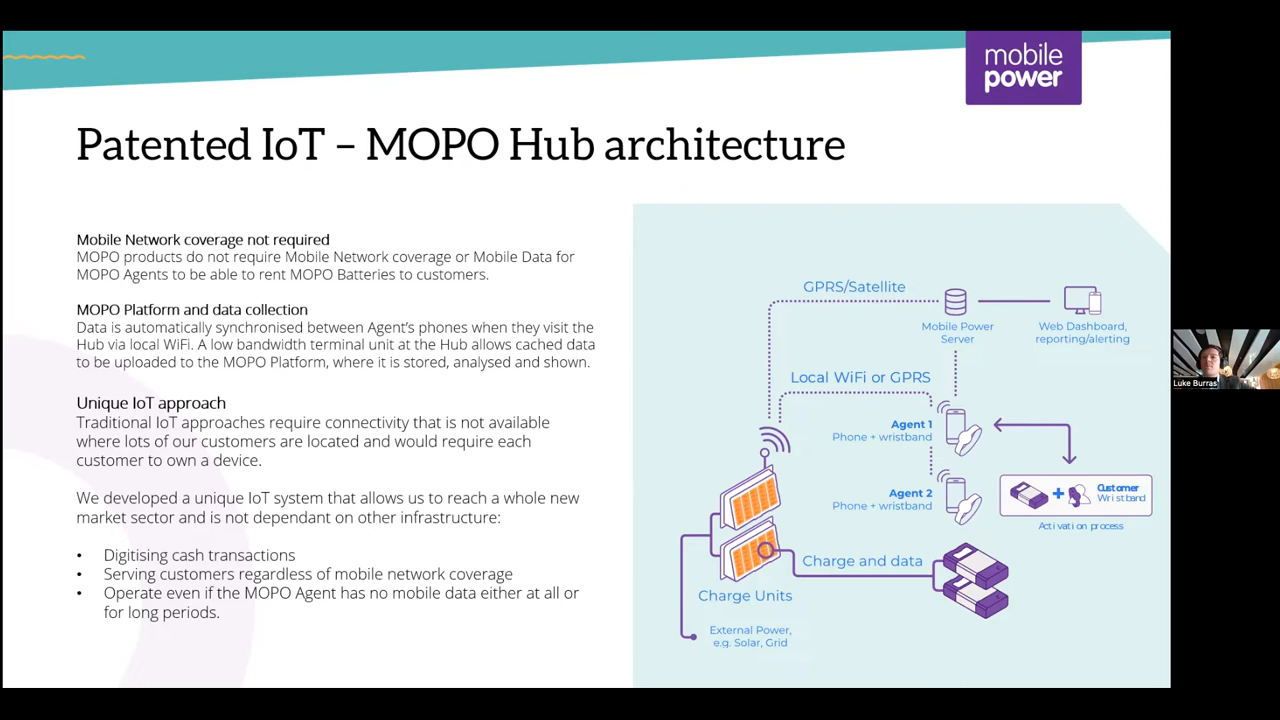 mobile
power
Patented IoT – MOPO Hub architecture
Mobile Network coverage not required
MOPO products do not require Mobile Network coverage or Mobile Data for
MOPO Agents to be able to rent MOPO Batteries to customers.
MOPO Platform and data collection
Data is automatically synchronised between Agent's phones when they visit the
Hub via local WiFi. A low bandwidth terminal unit at the Hub allows cached data
to be uploaded to the MOPO Platform, where it is stored, analysed and shown.
Unique IoT approach
Traditional IoT approaches require connectivity that is not available
where lots of our customers are located and would require each
customer to own a device.
We developed a unique IoT system that allows us to reach a whole new
market sector and is not dependant on other infrastructure:
• Digitising cash transactions
• Serving customers regardless of mobile network coverage
• Operate even if the MOPO Agent has no mobile data either at all or
for long periods.
GPRS/Satellite
Mobile Power
Server
Web Dashboard,
reporting/alerting
Local WiFi or GPRS
Agent 1
Phone + wristband
Agent 2
Phone + wristband
+ Customer
Wristband
Activation process
Charge and data
Charge Units
External Power,
e.g. Solar, Grid
Luke Burras